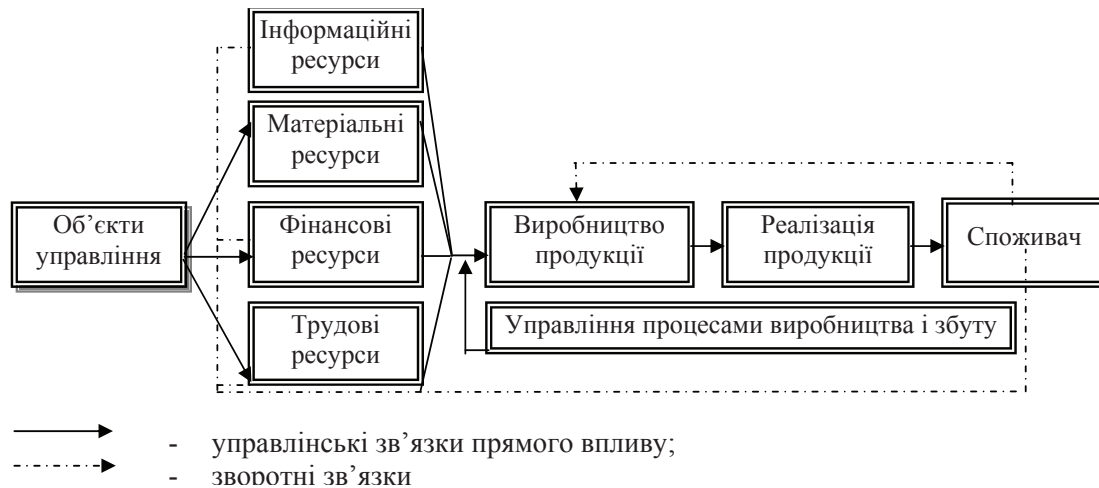 Інформаційні
ресурси
Матеріальні
ресурси
Об’єкти
управління
Фінансові
ресурси
Виробництво
продукції
Реалізація
продукції
Споживач
Трудові
ресурси
Управління процесами виробництва і збуту
- управлінські зв’язки прямого впливу;
- зворотні зв’язки